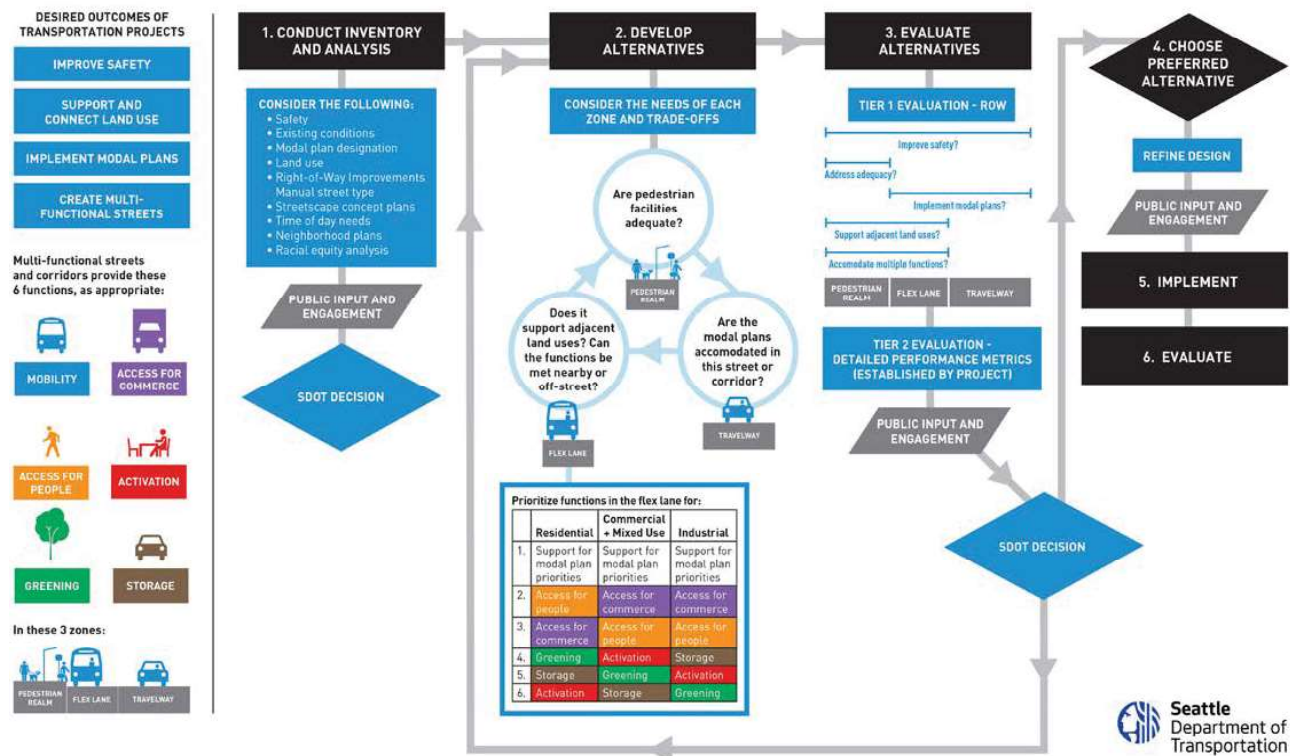 DESIRED OUTCOMES OF
TRANSPORTATION PROJECTS
IMPROVE SAFETY
SUPPORT AND
CONNECT LAND USE
IMPLEMENT MODAL PLANS
CREATE MULTI-
FUNCTIONAL STREETS
Multi-functional streets
and corridors provide these
6 functions, as appropriate:
MOBILITY
ACCESS FOR
COMMERCE
ACCESS FOR
PEOPLE
ACTIVATION
GREENING
STORAGE
In these 3 zones:
PEDESTRIAN
REALM
FLEX LANE
TRAVELWAY
1. CONDUCT INVENTORY
AND ANALYSIS
CONSIDER THE FOLLOWING:
• Safety
• Existing conditions
• Modal plan designation
• Land use
• Right-of-Way Improvements
Manual street type
• Streetscape concept plans
• Time of day needs
• Neighborhood plans
• Racial equity analysis
PUBLIC INPUT AND
ENGAGEMENT
SDOT DECISION
2. DEVELOP
ALTERNATIVES
CONSIDER THE NEEDS OF EACH
ZONE AND TRADE-OFFS
Are pedestrian
facilities
adequate?
PEDESTRIAN
REALM
Does it
support adjacent
land uses? Can
the functions be
met nearby or
off-street?
FLEX LANE
Are the
modal plans
accomodated in
this street or
corridor?
TRAVELWAY
Prioritize functions in the flex lane for:
Residential
Commercial
+ Mixed Use
Industrial
1. Support for modal plan priorities Support for modal plan priorities Support for modal plan priorities
2. Access for people Access for commerce Access for commerce
3. Access for commerce Access for people Access for people
4. Greening Activation Storage
5. Storage Greening Activation
6. Activation Storage Greening
3. EVALUATE
ALTERNATIVES
TIER 1 EVALUATION - ROW
Improve safety?
Address adequacy?
Implement modal plans?
Support adjacent land uses?
Accomodate multiple functions?
PEDESTRIAN
REALM
FLEX LANE
TRAVELWAY
TIER 2 EVALUATION -
DETAILED PERFORMANCE METRICS
(ESTABLISHED BY PROJECT)
PUBLIC INPUT AND
ENGAGEMENT
SDOT DECISION
4. CHOOSE
PREFERRED
ALTERNATIVE
REFINE DESIGN
PUBLIC INPUT AND
ENGAGEMENT
5. IMPLEMENT
6. EVALUATE
Seattle
Department of
Transportation